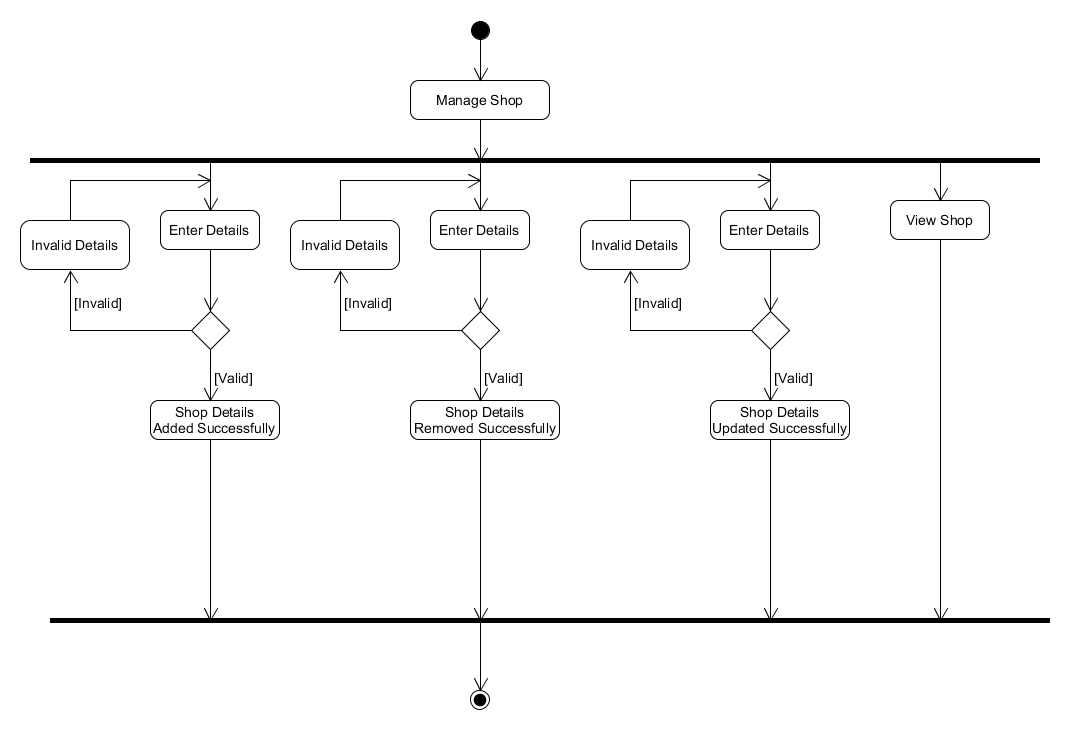 Manage Shop
Invalid Details
Enter Details
Invalid Details
Enter Details
Invalid Details
Enter Details
View Shop
[Invalid]
[Invalid]
[Invalid]
[Valid]
[Valid]
[Valid]
Shop Details
Added Successfully
Shop Details
Removed Successfully
Shop Details
Updated Successfully